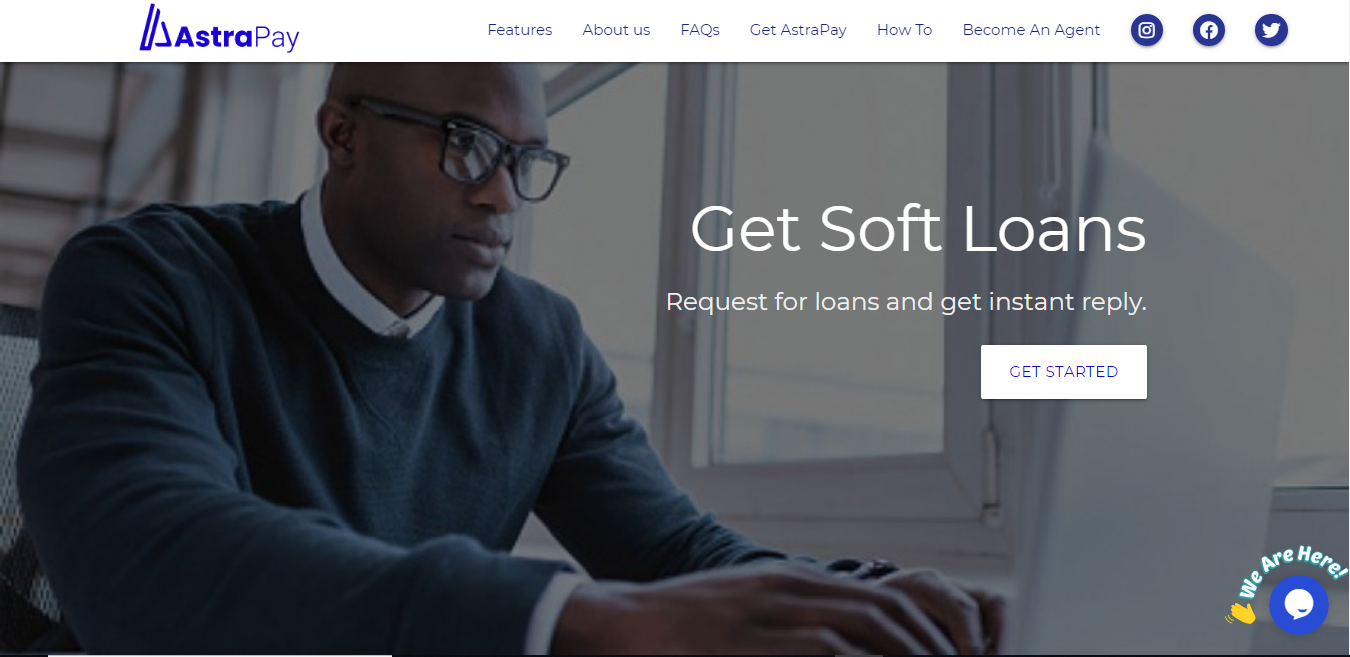 AstraPay
Features About us FAQs Get AstraPay How To Become An Agent
Get Soft Loans
Request for loans and get instant reply.
GET STARTED
We Are Here!